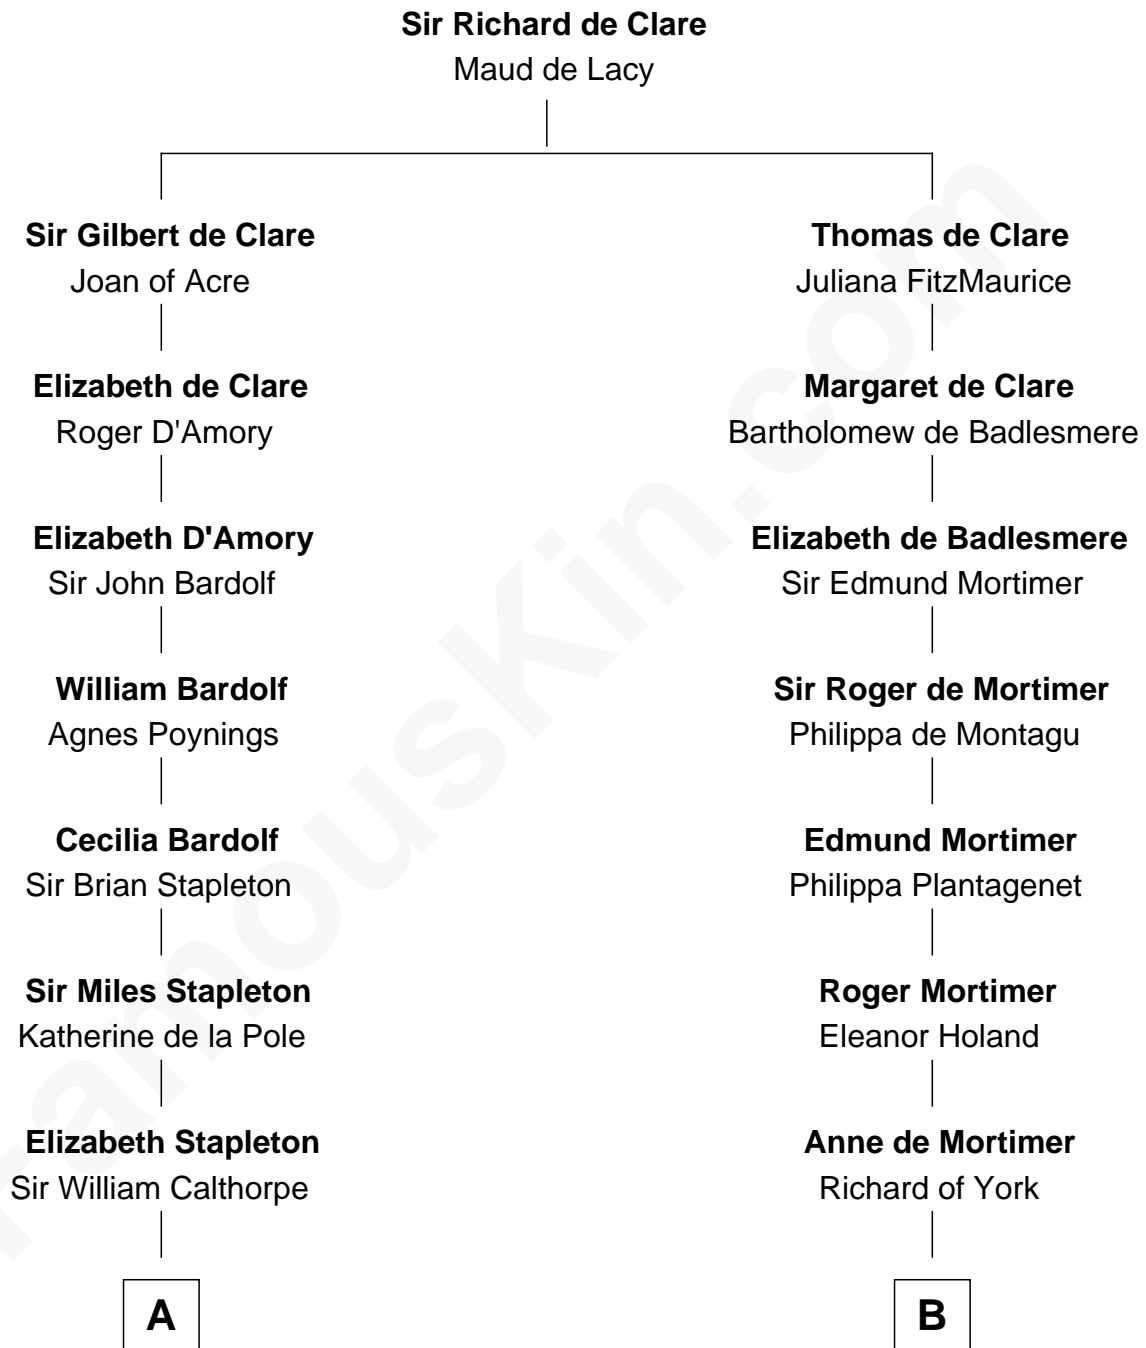 Sir Richard de Clare
Maud de Lacy
Sir Gilbert de Clare
Joan of Acre
Thomas de Clare
Juliana FitzMaurice
Elizabeth de Clare
Roger D'Amory
Margaret de Clare
Bartholomew de Badlesmere
Elizabeth D'Amory
Sir John Bardolf
Elizabeth de Badlesmere
Sir Edmund Mortimer
William Bardolf
Agnes Poynings
Sir Roger de Mortimer
Philippa de Montagu
Cecilia Bardolf
Sir Brian Stapleton
Edmund Mortimer
Philippa Plantagenet
Sir Miles Stapleton
Katherine de la Pole
Roger Mortimer
Eleanor Holand
Elizabeth Stapleton
Sir William Calthorpe
Anne de Mortimer
Richard of York
A
B
FamousKin.com